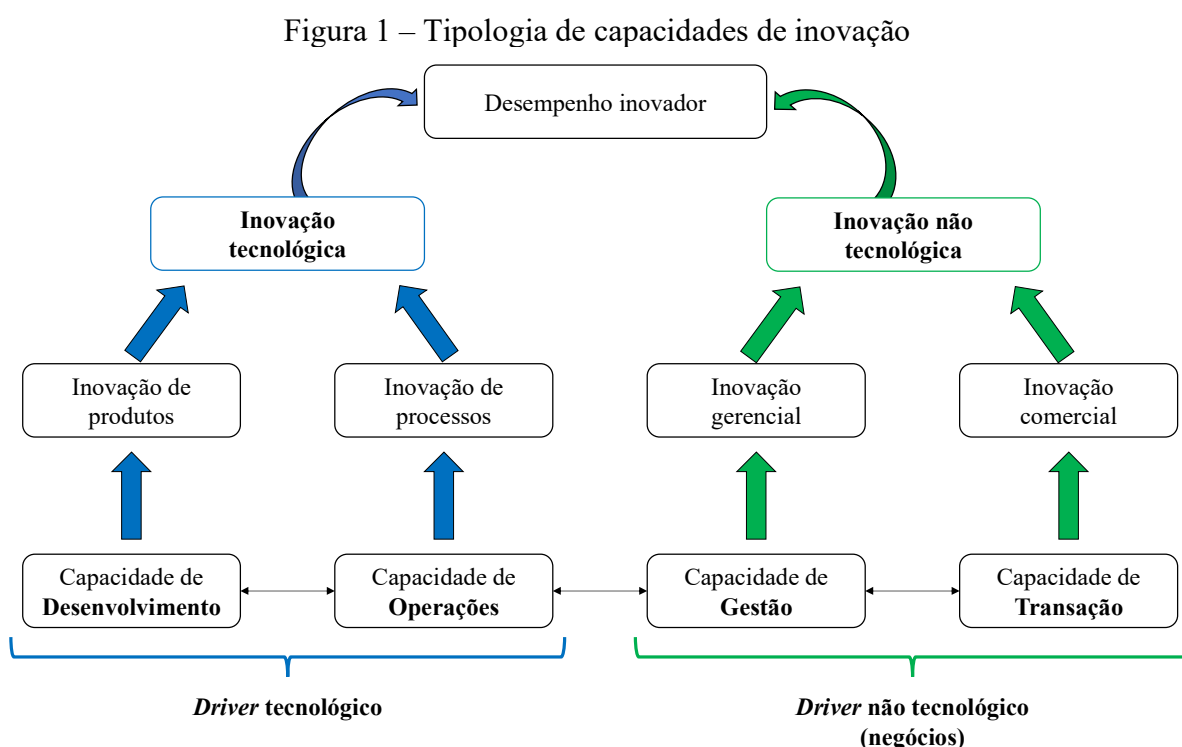 Figura 1 – Tipologia de capacidades de inovação
Desempenho inovador
Inovação
tecnológica
Inovação não
tecnológica
Inovação de
produtos
Inovação de
processos
Inovação
gerencial
Inovação
comercial
Capacidade de
Desenvolvimento
Capacidade de
Operações
Capacidade de
Gestão
Capacidade de
Transação
Driver tecnológico
Driver não tecnológico
(negócios)